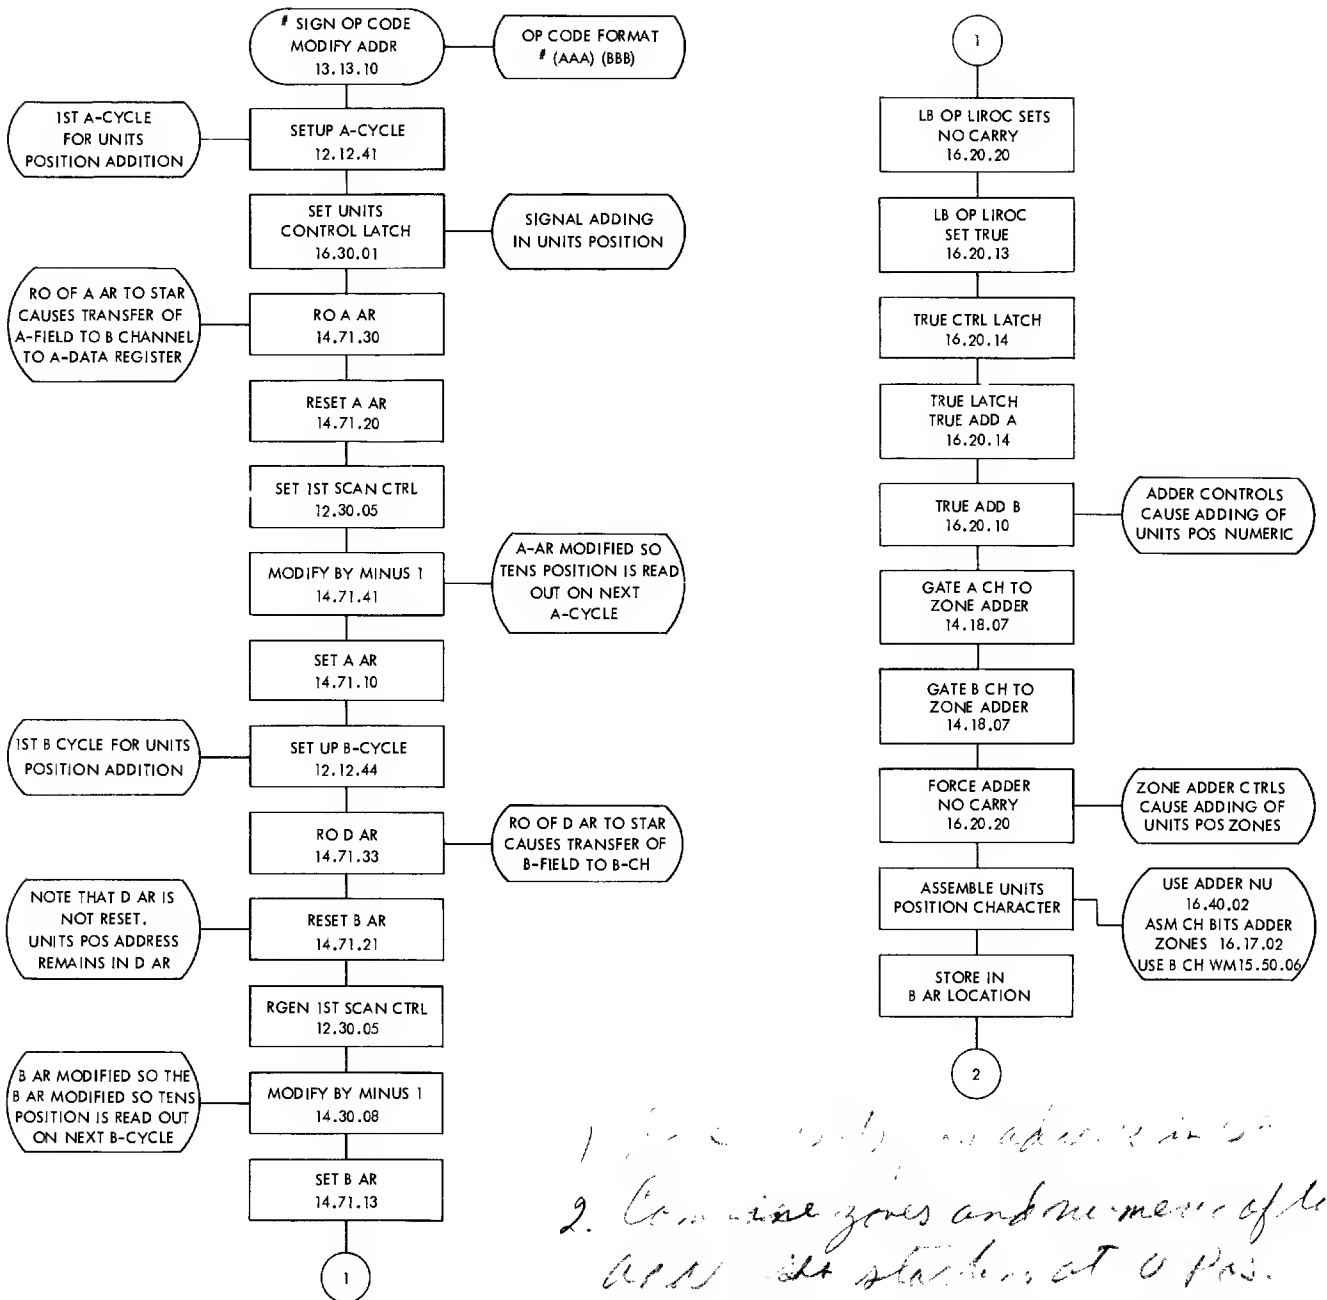 # SIGN OP CODE
MODIFY ADDR
13.13.10
OP CODE FORMAT
# (AAA) (BBB)
1ST A-CYCLE
FOR UNITS
POSITION ADDITION
SETUP A-CYCLE
12.12.41
SET UNITS
CONTROL LATCH
16.30.01
SIGNAL ADDING
IN UNITS POSITION
RO OF A AR TO STAR
CAUSES TRANSFER OF
A-FIELD TO B CHANNEL
TO A-DATA REGISTER
RO A AR
14.71.30
RESET A AR
14.71.20
SET 1ST SCAN CTRL
12.30.05
MODIFY BY MINUS 1
14.71.41
A-AR MODIFIED SO
TENS POSITION IS READ
OUT ON NEXT
A-CYCLE
SET A AR
14.71.10
1ST B CYCLE FOR UNITS
POSITION ADDITION
SET UP B-CYCLE
12.12.44
RO D AR
14.71.33
RO OF D AR TO STAR
CAUSES TRANSFER OF
B-FIELD TO B-CH
NOTE THAT D AR IS
NOT RESET.
UNITS POS ADDRESS
REMAINS IN D AR
RESET B AR
14.71.21
RGEN 1ST SCAN CTRL
12.30.05
B AR MODIFIED SO THE
B AR MODIFIED SO TENS
POSITION IS READ OUT
ON NEXT B-CYCLE
MODIFY BY MINUS 1
14.30.08
SET B AR
14.71.13
1
1
LB OP LIROC SETS
NO CARRY
16.20.20
LB OP LIROC
SET TRUE
16.20.13
TRUE CTRL LATCH
16.20.14
TRUE LATCH
TRUE ADD A
16.20.14
TRUE ADD B
16.20.10
ADDER CONTROLS
CAUSE ADDING OF
UNITS POS NUMERIC
GATE A CH TO
ZONE ADDER
14.18.07
GATE B CH TO
ZONE ADDER
14.18.07
FORCE ADDER
NO CARRY
16.20.20
ZONE ADDER CTRLS
CAUSE ADDING OF
UNITS POS ZONES
ASSEMBLE UNITS
POSITION CHARACTER
USE ADDER NU
16.40.02
ASM CH BITS ADDER
ZONES 16.17.02
USE B CH WM15.50.06
STORE IN
B AR LOCATION
2
1)
2. zones and of
at Pos.